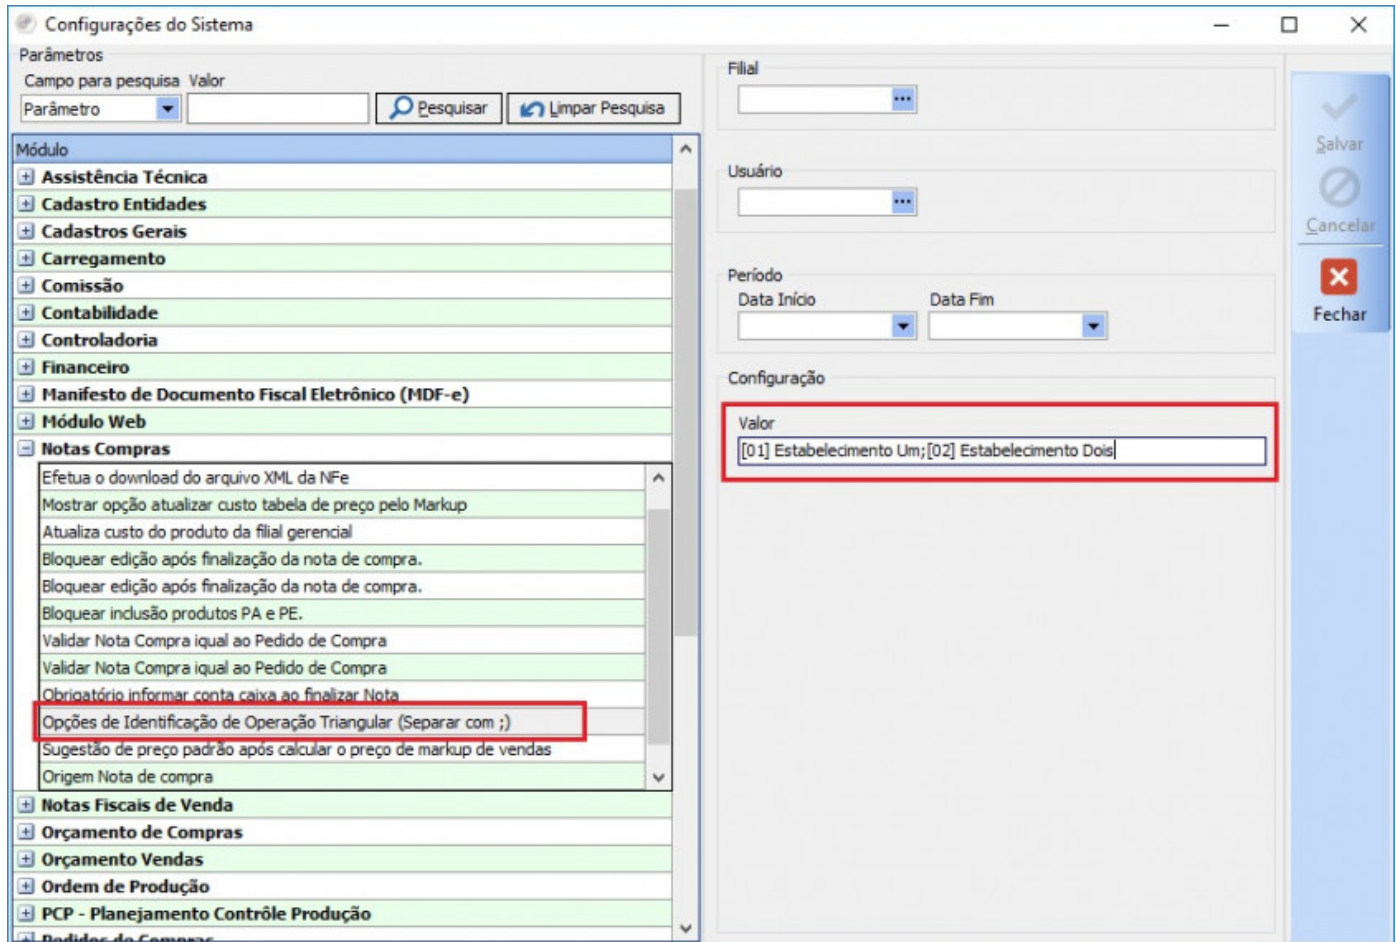 Configurações do Sistema
Parâmetros
Campo para pesquisa Valor
Parâmetro
Pesquisar
Limpar Pesquisa
Módulo
Assistência Técnica
Cadastro Entidades
Cadastros Gerais
Carregamento
Comissão
Contabilidade
Controladoria
Financeiro
Manifesto de Documento Fiscal Eletrônico (MDF-e)
Módulo Web
Notas Compras
Efetua o download do arquivo XML da NFe
Mostrar opção atualizar custo tabela de preço pelo Markup
Atualiza custo do produto da filial gerencial
Bloquear edição após finalização da nota de compra.
Bloquear edição após finalização da nota de compra.
Bloquear inclusão produtos PA e PE.
Validar Nota Compra igual ao Pedido de Compra
Validar Nota Compra igual ao Pedido de Compra
Obrigatório informar conta caixa ao finalizar Nota
Opções de Identificação de Operação Triangular (Separar com ;)
Sugestão de preço padrão após calcular o preço de markup de vendas
Origem Nota de compra
Notas Fiscais de Venda
Orçamento de Compras
Orçamento Vendas
Ordem de Produção
PCP - Planejamento Contrôle Produção
Pedidos de Compras
Filial
Usuário
Período
Data Início
Data Fim
Configuração
Valor
[01] Estabelecimento Um;[02] Estabelecimento Dois
Salvar
Cancelar
Fechar